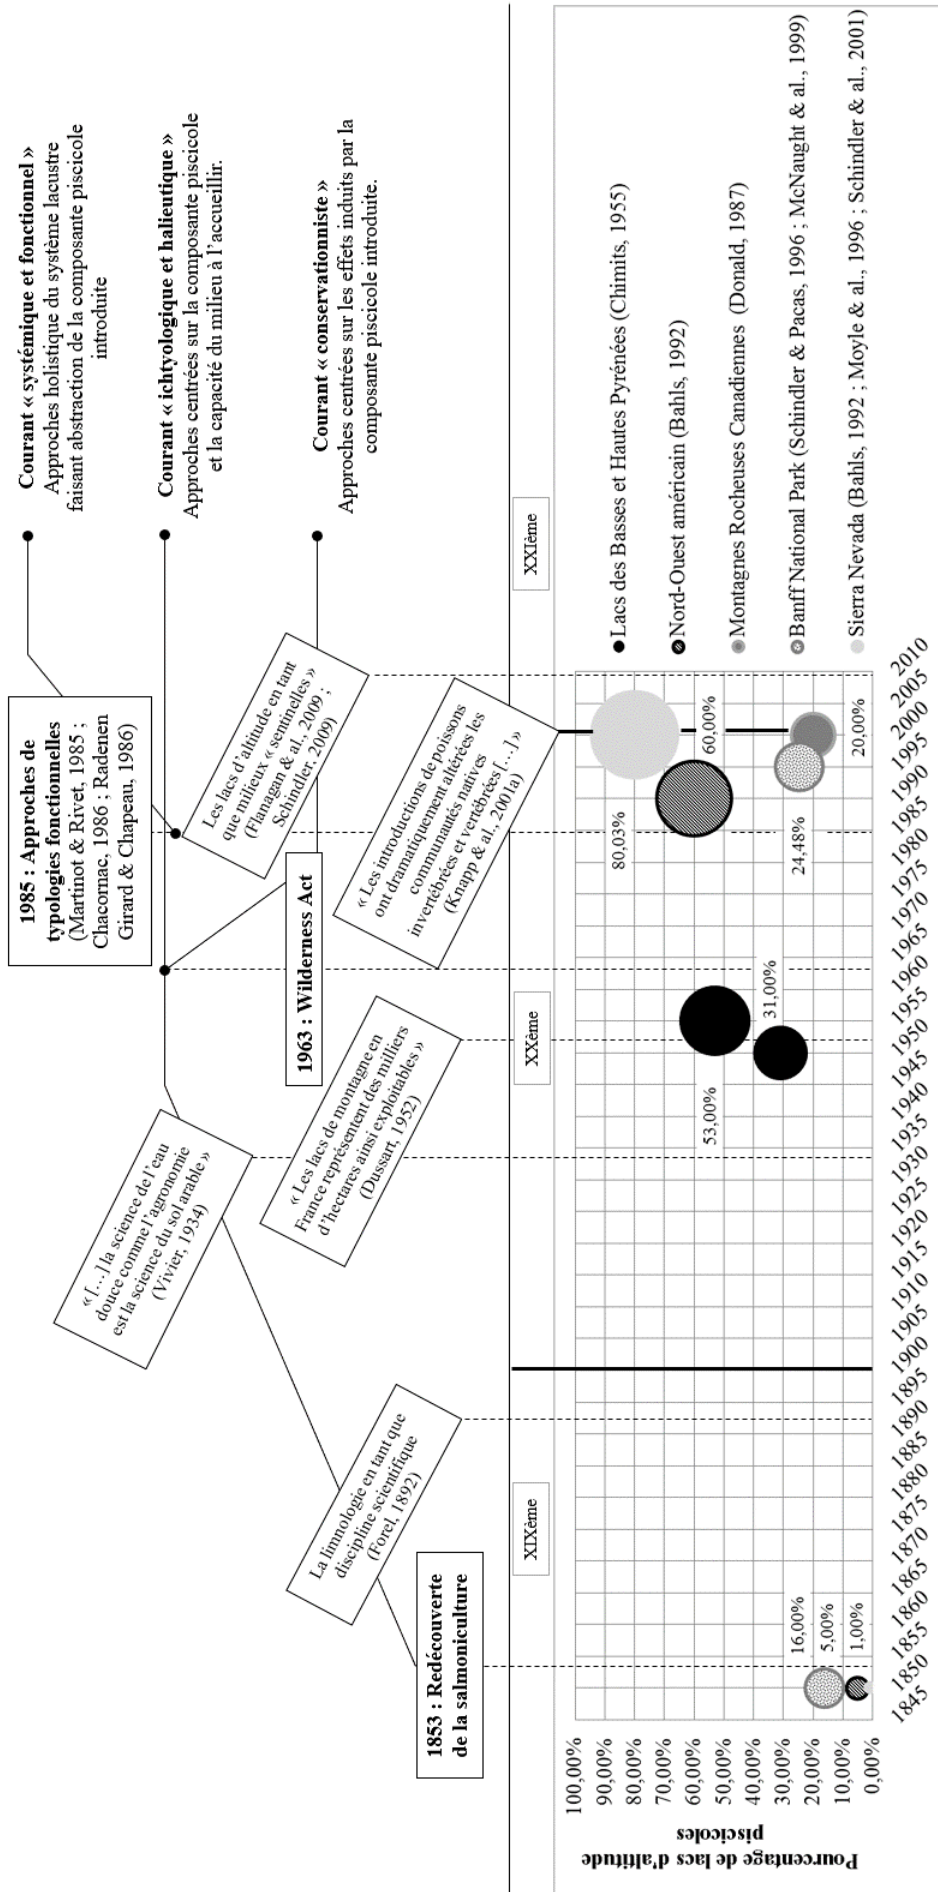 1853 : Redécouverte
de la salmoniculture
La limnologie en tant que
discipline scientifique
(Forel, 1892)
« […] la science de l’eau
douce comme l’agronomie
est la science du sol arable »
(Vivier, 1934)
« Les lacs de montagne en
France représentent des milliers
d’hectares ainsi exploitables »
(Dussart, 1952)
1963 : Wilderness Act
1985 : Approches de
typologies fonctionnelles
(Martinot & Rivet, 1985 ;
Chacornac, 1986 ; Radenen
Girard & Chapeau, 1986)
Les lacs d’altitude en tant
que milieux « sentinelles »
(Flanagan & al., 2009 ;
Schindler, 2009)
« Les introductions de poissons
ont dramatiquement altérées les
communautés natives
invertébrées et vertébrées […] »
(Knapp & al., 2001a)
Courant « systémique et fonctionnel »
Approches holistique du système lacustre
faisant abstraction de la composante piscicole
introduite
Courant « ichtyologique et halieutique »
Approches centrées sur la composante piscicole
et la capacité du milieu à l’accueillir.
Courant « conservationniste »
Approches centrées sur les effets induits par la
composante piscicole introduite.
XIXème
XXème
XXIème
Pourcentage de lacs d'altitude
piscicoles
100,00%
90,00%
80,00%
70,00%
60,00%
50,00%
40,00%
30,00%
20,00%
10,00%
0,00%
16,00%
5,00%
1,00%
53,00%
31,00%
80,03%
60,00%
24,48%
20,00%
1845
1850
1855
1860
1865
1870
1875
1880
1885
1890
1895
1900
1905
1910
1915
1920
1925
1930
1935
1940
1945
1950
1955
1960
1965
1970
1975
1980
1985
1990
1995
2000
2005
2010
Lacs des Basses et Hautes Pyrénées (Chimits, 1955)
Nord-Ouest américain (Bahls, 1992)
Montagnes Rocheuses Canadiennes (Donald, 1987)
Banff National Park (Schindler & Pacas, 1996 ; McNaught & al., 1999)
Sierra Nevada (Bahls, 1992 ; Moyle & al., 1996 ; Schindler & al., 2001)